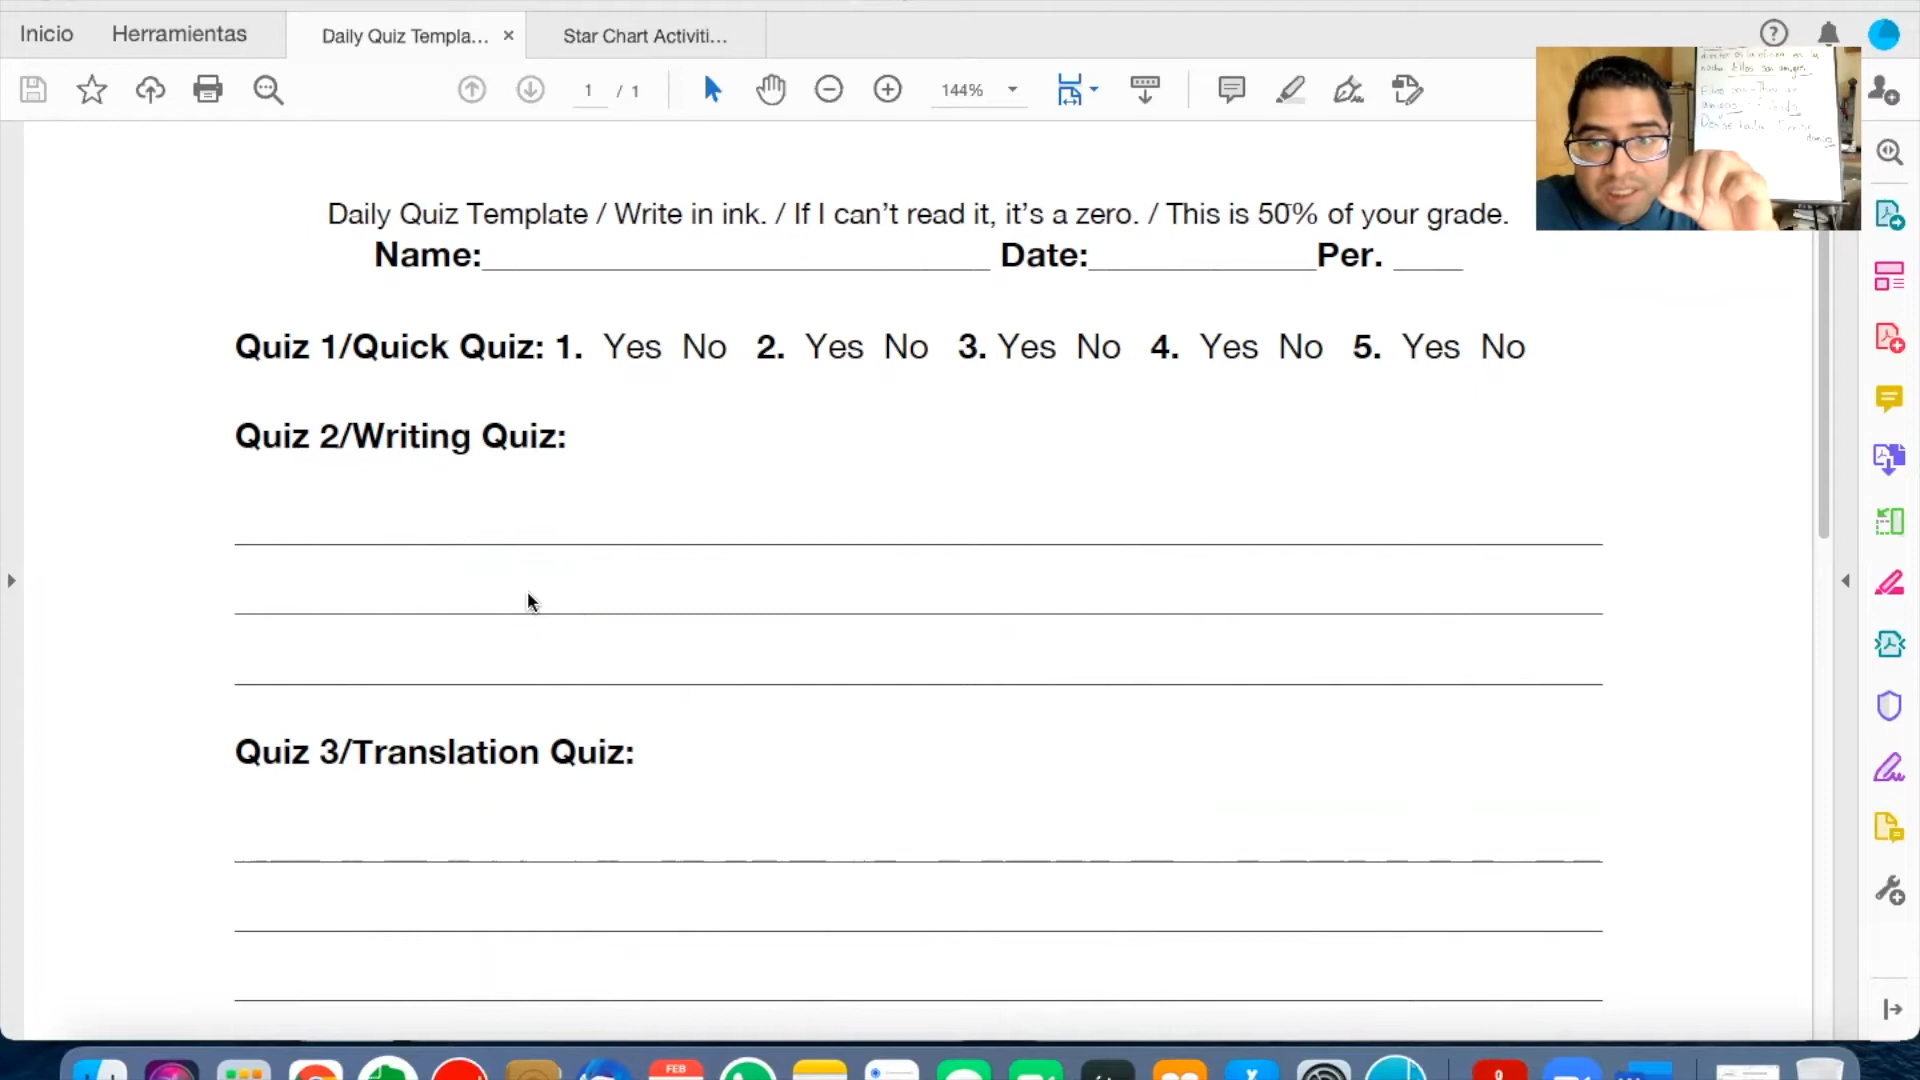 Inicio Herramientas Daily Quiz Templa... × Star Chart Activiti...
1 / 1 144%
Daily Quiz Template / Write in ink. / If I can't read it, it's a zero. / This is 50% of your grade.
Name: Date: Per.
Quiz 1/Quick Quiz: 1. Yes No 2. Yes No 3. Yes No 4. Yes No 5. Yes No
Quiz 2/Writing Quiz:
Quiz 3/Translation Quiz:
FEB